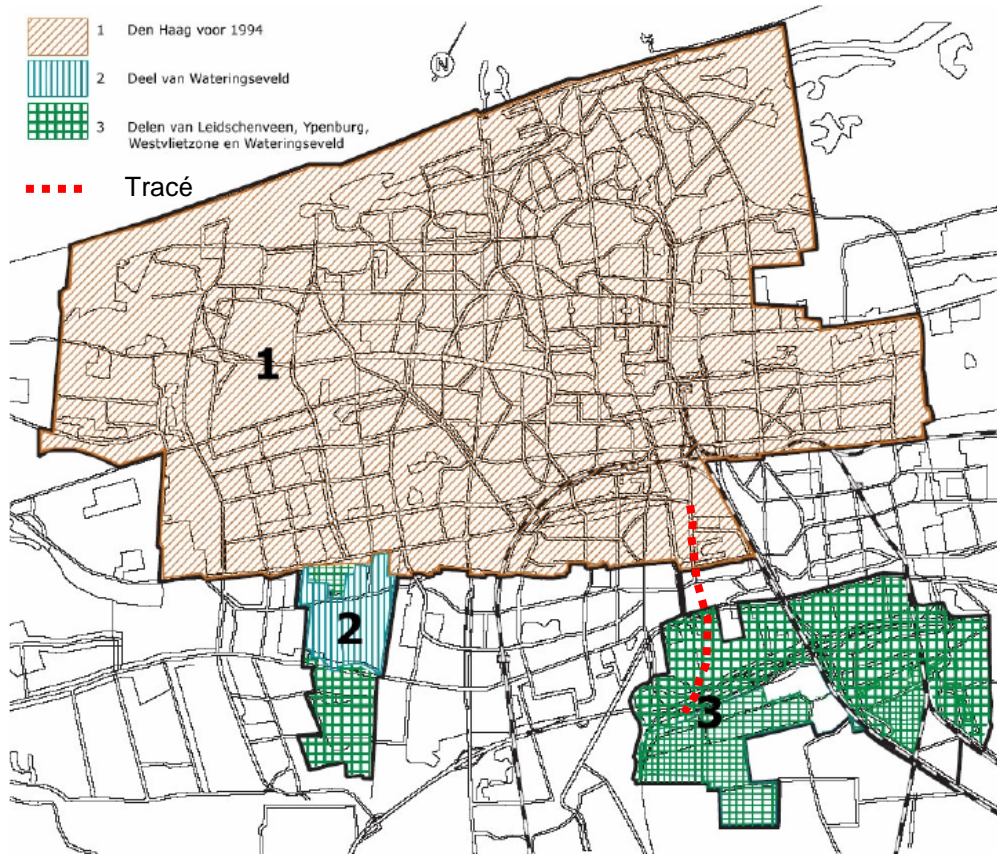 1 Den Haag voor 1994
2 Deel van Wateringseveld
3 Delen van Leidschenveen, Ypenburg,
Westvlietzone en Wateringseveld
Tracé
N
1
2
3